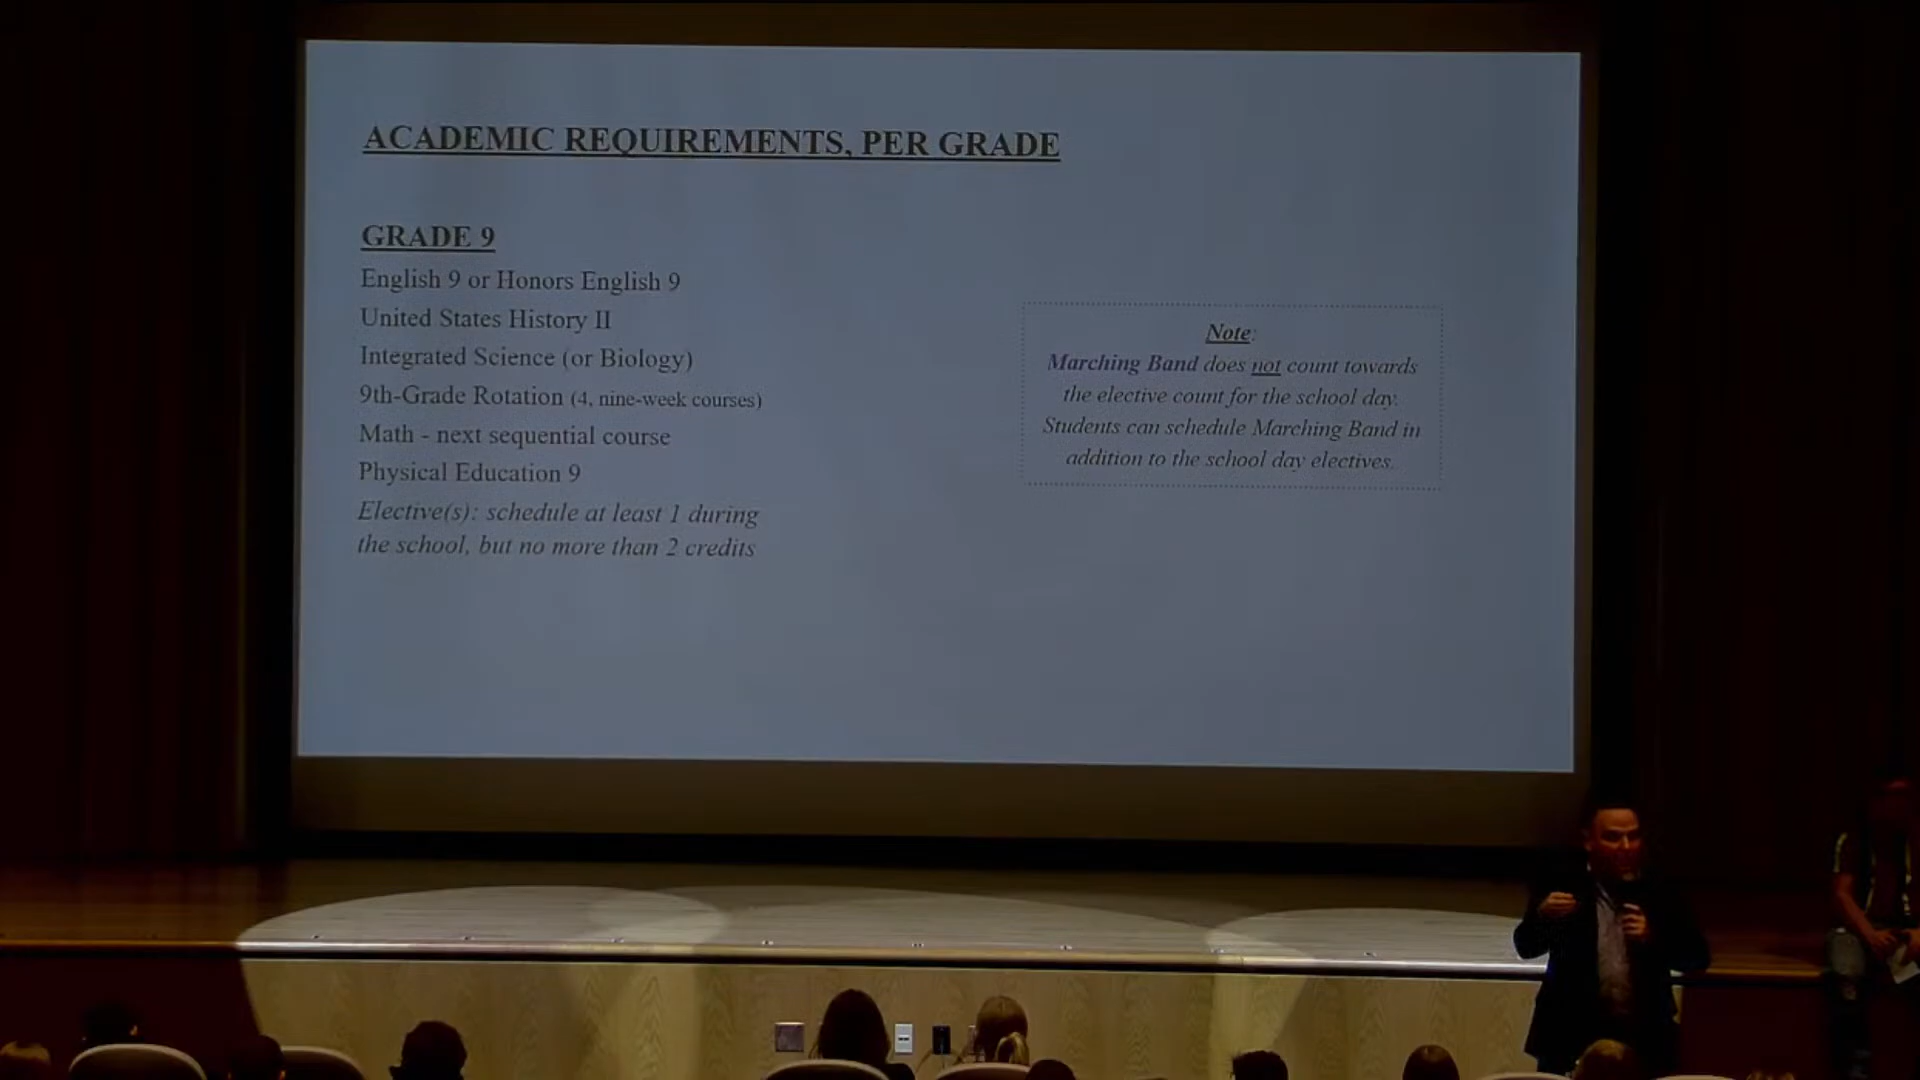 ACADEMIC REQUIREMENTS, PER GRADE
GRADE 9
English 9 or Honors English 9
United States History II
Integrated Science (or Biology)
9th-Grade Rotation (4, nine-week courses)
Math - next sequential course
Physical Education 9
Elective(s): schedule at least 1 during
the school, but no more than 2 credits
Note:
Marching Band does not count towards
the elective count for the school day.
Students can schedule Marching Band in
addition to the school day electives.